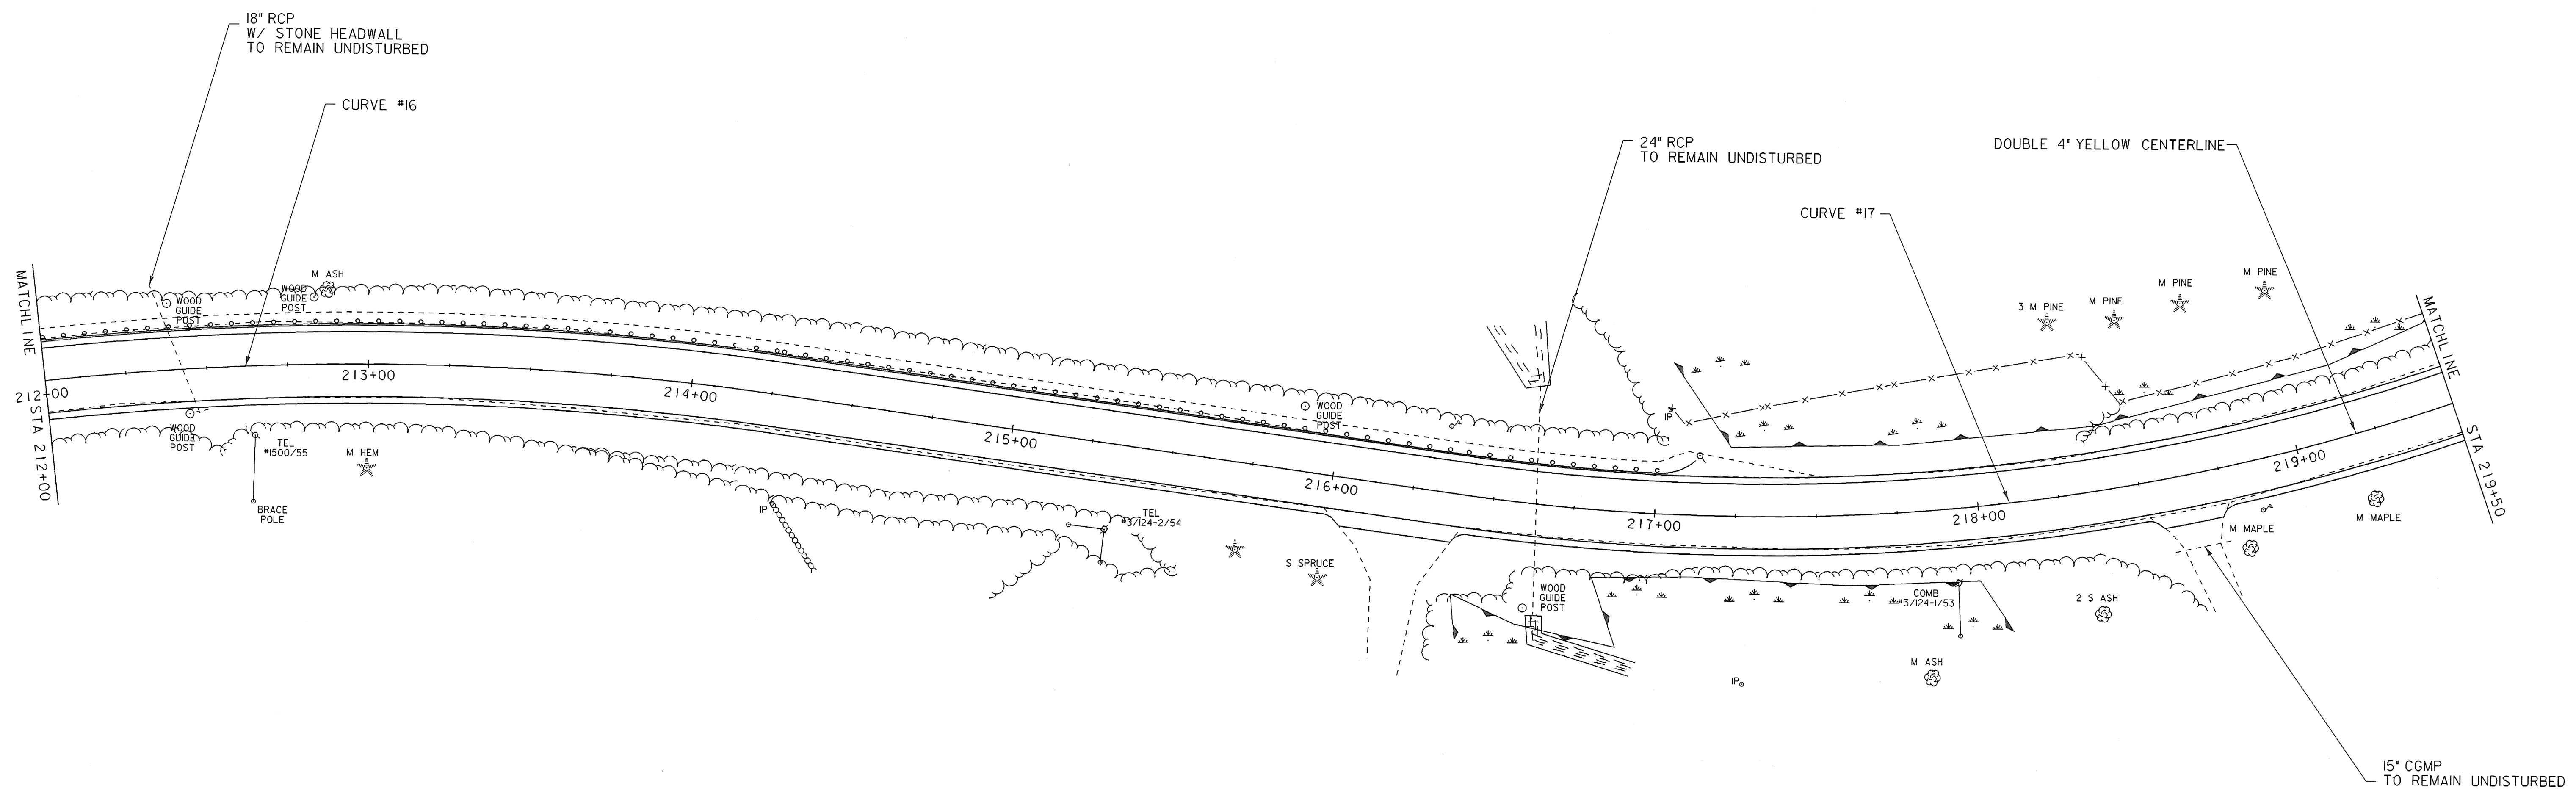 18" RCP
W/ STONE HEADWALL
TO REMAIN UNDISTURBED
CURVE #16
24" RCP
TO REMAIN UNDISTURBED
DOUBLE 4" YELLOW CENTERLINE
CURVE #17
MATCHLINE
STA 212+00
212+00
213+00
214+00
215+00
216+00
217+00
218+00
219+00
MATCHLINE
STA 219+50
M ASH
WOOD
GUIDE
POST
WOOD
GUIDE
POST
WOOD
GUIDE
POST
TEL
#1500/55
M HEM
BRACE
POLE
IP
TEL
#3/124-2/54
S SPRUCE
WOOD
GUIDE
POST
IP
3 M PINE
M PINE
M PINE
M PINE
WOOD
GUIDE
POST
COMB
#3/124-1/53
2 S ASH
M ASH
IP
M MAPLE
M MAPLE
15" CGMP
TO REMAIN UNDISTURBED